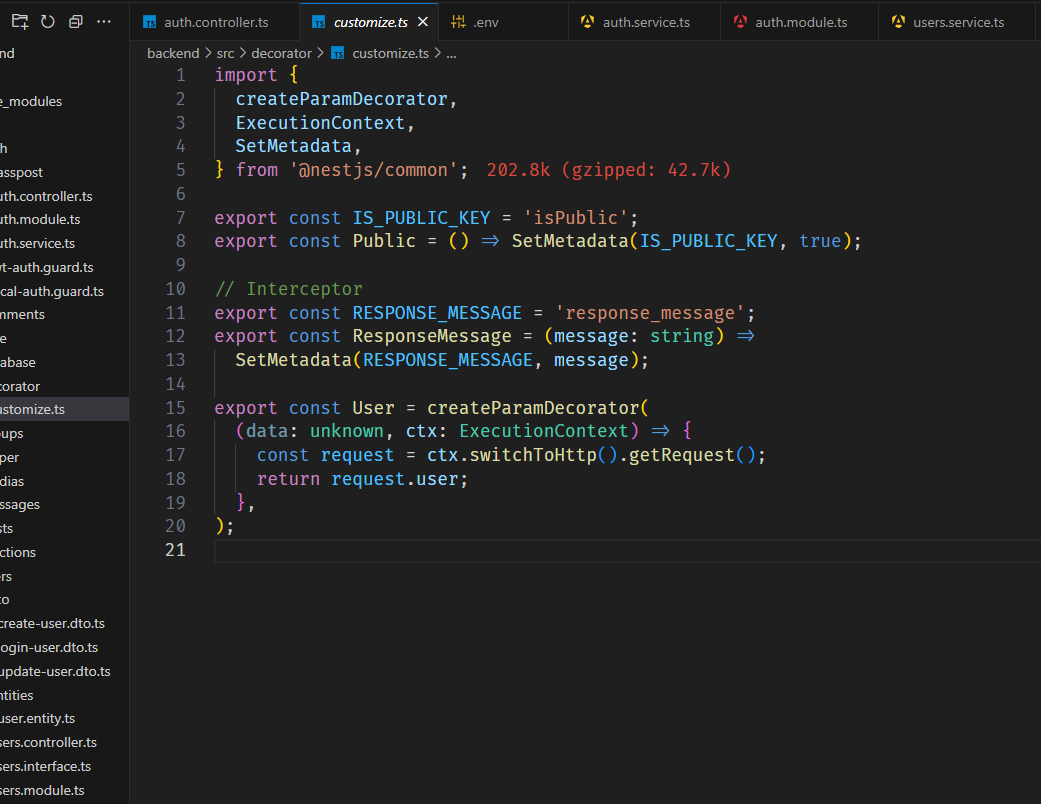 auth.controller.ts
customize.ts
.env
auth.service.ts
auth.module.ts
users.service.ts
backend > src > decorator > customize.ts > ...
nd
e_modules
h
asspost
uth.controller.ts
uth.module.ts
uth.service.ts
vt-auth.guard.ts
cal-auth.guard.ts
mments
e
abase
corator
ustomize.ts
oups
per
dias
ssages
sts
ctions
ers
to
create-user.dto.ts
ogin-user.dto.ts
update-user.dto.ts
ntities
user.entity.ts
sers.controller.ts
sers.interface.ts
sers.module.ts
1 import {
2   createParamDecorator,
3   ExecutionContext,
4   SetMetadata,
5 } from '@nestjs/common'; 202.8k (gzipped: 42.7k)
6
7 export const IS_PUBLIC_KEY = 'isPublic';
8 export const Public = () => SetMetadata(IS_PUBLIC_KEY, true);
9
10 // Interceptor
11 export const RESPONSE_MESSAGE = 'response_message';
12 export const ResponseMessage = (message: string) =>
13   SetMetadata(RESPONSE_MESSAGE, message);
14
15 export const User = createParamDecorator(
16   (data: unknown, ctx: ExecutionContext) => {
17     const request = ctx.switchToHttp().getRequest();
18     return request.user;
19   },
20 );
21